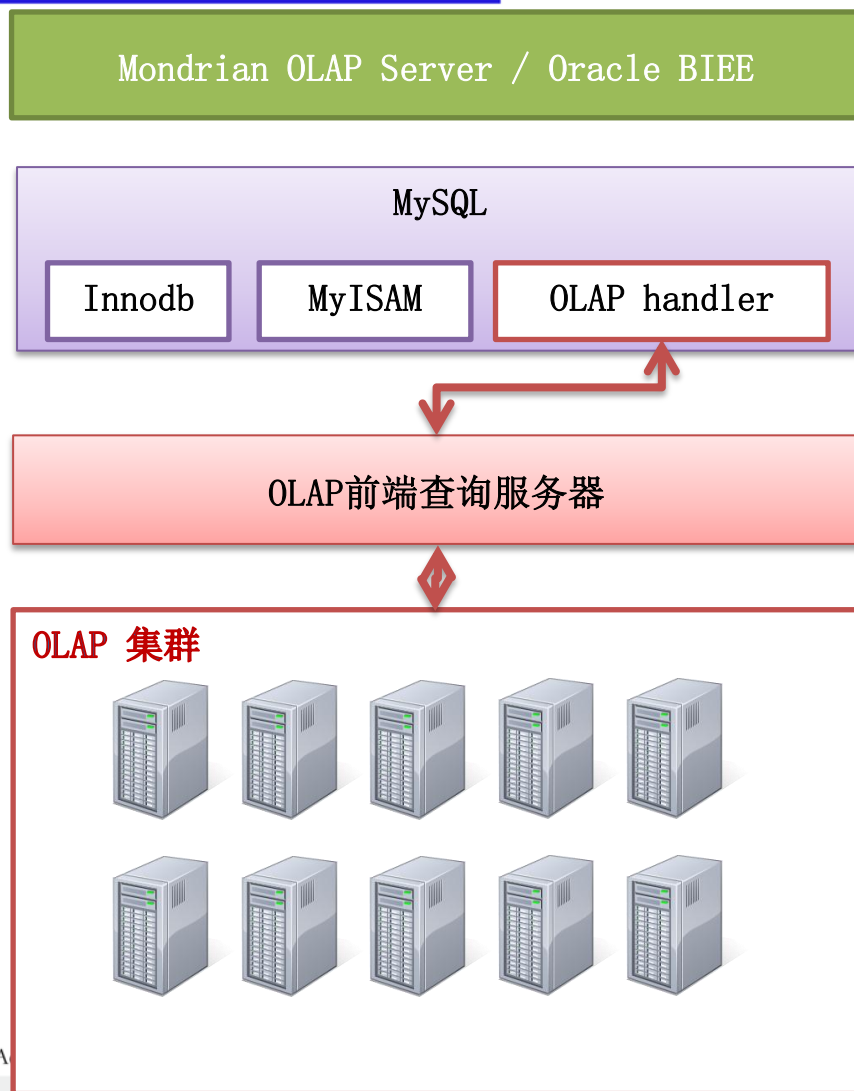 Mondrian OLAP Server / Oracle BIEE
MySQL
Innodb
MyISAM
OLAP handler
OLAP前端查询服务器
OLAP 集群